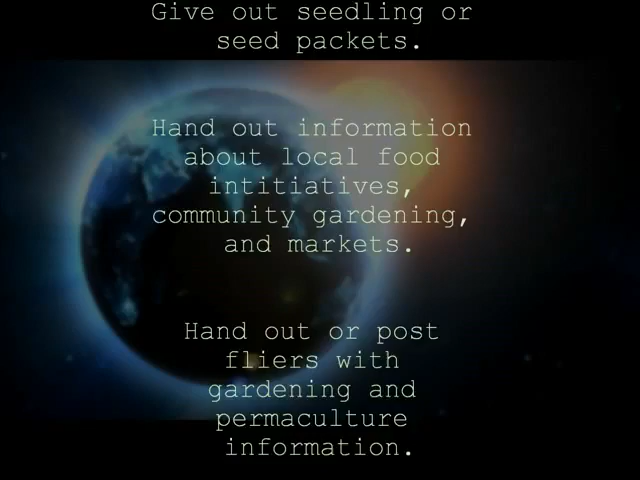 Give out seedling or
seed packets.
Hand out information
about local food
intitiatives,
community gardening,
and markets.
Hand out or post
fliers with
gardening and
permaculture
information.